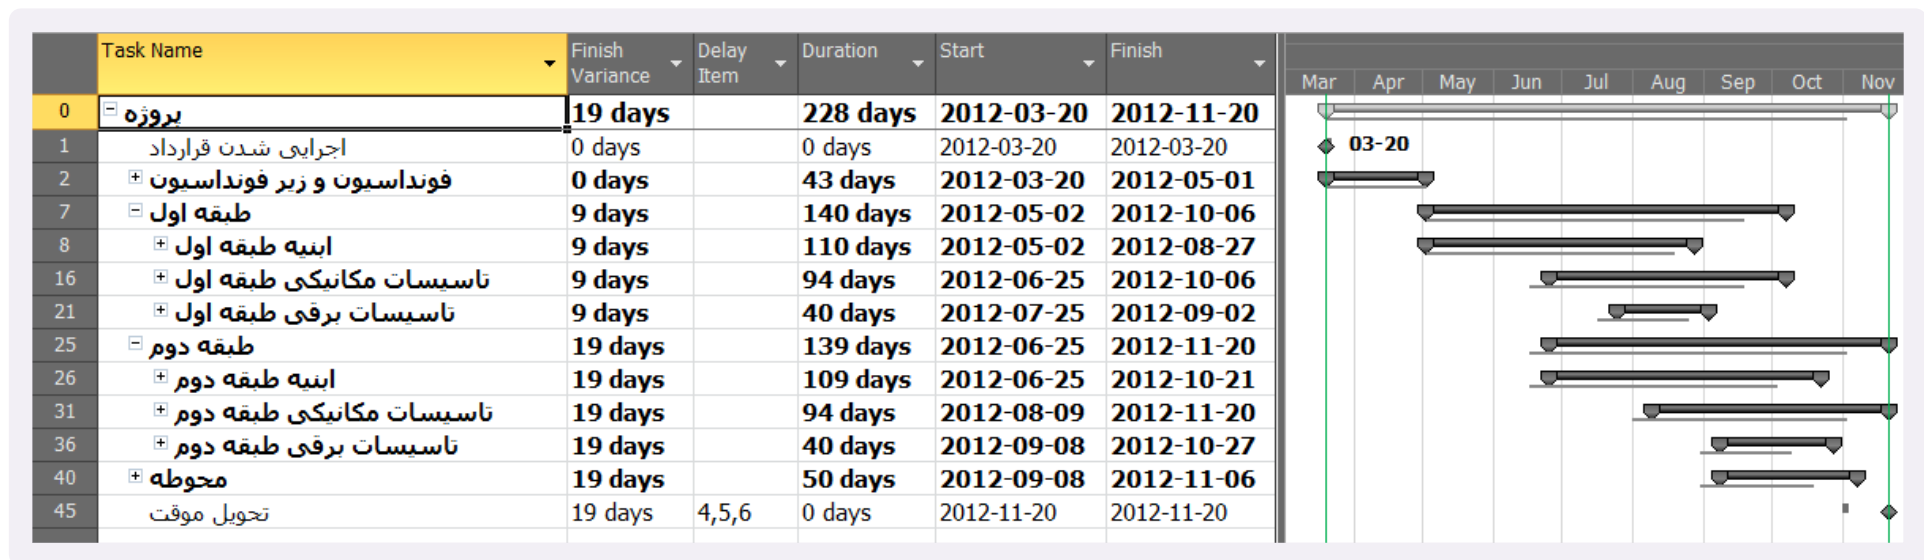 Task Name Finish Variance Delay Item Duration Start Finish
Mar Apr May Jun Jul Aug Sep Oct Nov
0 پروژه 19 days 228 days 2012-03-20 2012-11-20
1 اجرایی شدن قرارداد 0 days 0 days 2012-03-20 2012-03-20 03-20
2 فونداسیون و زیر فونداسیون 0 days 43 days 2012-03-20 2012-05-01
7 طبقه اول 9 days 140 days 2012-05-02 2012-10-06
8 ابنیه طبقه اول 9 days 110 days 2012-05-02 2012-08-27
16 تاسیسات مکانیکی طبقه اول 9 days 94 days 2012-06-25 2012-10-06
21 تاسیسات برقی طبقه اول 9 days 40 days 2012-07-25 2012-09-02
25 طبقه دوم 19 days 139 days 2012-06-25 2012-11-20
26 ابنیه طبقه دوم 19 days 109 days 2012-06-25 2012-10-21
31 تاسیسات مکانیکی طبقه دوم 19 days 94 days 2012-08-09 2012-11-20
36 تاسیسات برقی طبقه دوم 19 days 40 days 2012-09-08 2012-10-27
40 محوطه 19 days 50 days 2012-09-08 2012-11-06
45 تحویل موقت 19 days 4,5,6 0 days 2012-11-20 2012-11-20